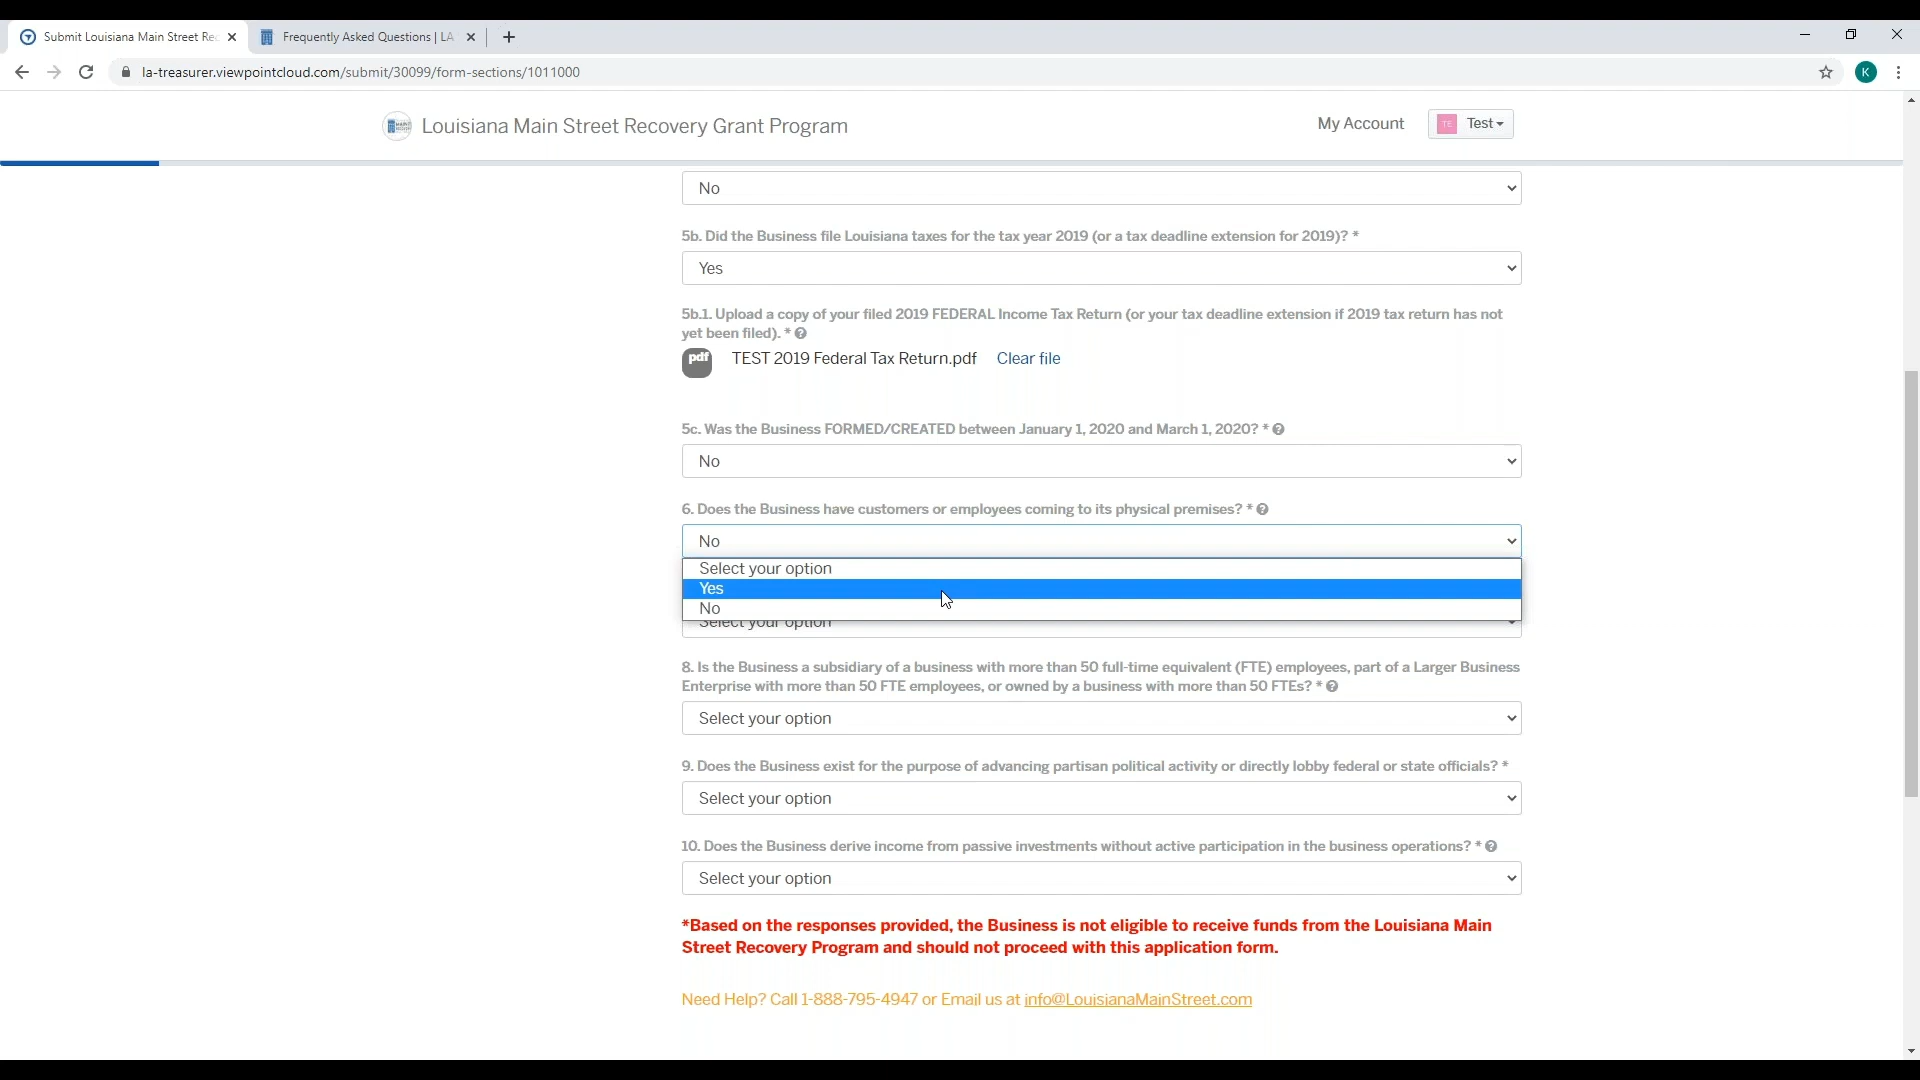 Submit Louisiana Main Street Rec
Frequently Asked Questions | LA
la-treasurer.viewpointcloud.com/submit/30099/form-sections/1011000
K
Louisiana Main Street Recovery Grant Program
My Account
TE
Test
No
5b. Did the Business file Louisiana taxes for the tax year 2019 (or a tax deadline extension for 2019)? *
Yes
5b.1. Upload a copy of your filed 2019 FEDERAL Income Tax Return (or your tax deadline extension if 2019 tax return has not
yet been filed). * ?
pdf TEST 2019 Federal Tax Return.pdf Clear file
5c. Was the Business FORMED/CREATED between January 1, 2020 and March 1, 2020? * ?
No
6. Does the Business have customers or employees coming to its physical premises? * ?
No
Select your option
Yes
No
Select your option
8. Is the Business a subsidiary of a business with more than 50 full-time equivalent (FTE) employees, part of a Larger Business
Enterprise with more than 50 FTE employees, or owned by a business with more than 50 FTEs? * ?
Select your option
9. Does the Business exist for the purpose of advancing partisan political activity or directly lobby federal or state officials? *
Select your option
10. Does the Business derive income from passive investments without active participation in the business operations? * ?
Select your option
*Based on the responses provided, the Business is not eligible to receive funds from the Louisiana Main
Street Recovery Program and should not proceed with this application form.
Need Help? Call 1-888-795-4947 or Email us at info@LouisianaMainStreet.com